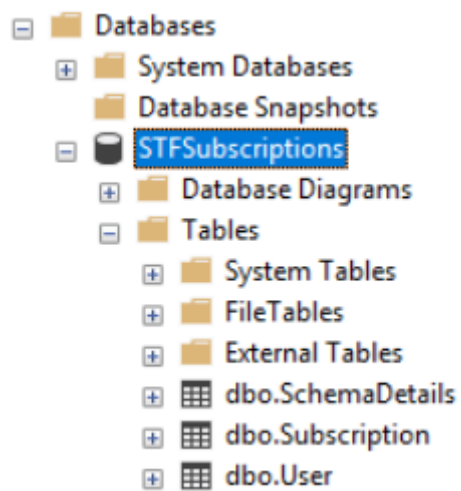 Databases
System Databases
Database Snapshots
STFSubscriptions
Database Diagrams
Tables
System Tables
FileTables
External Tables
dbo.SchemaDetails
dbo.Subscription
dbo.User